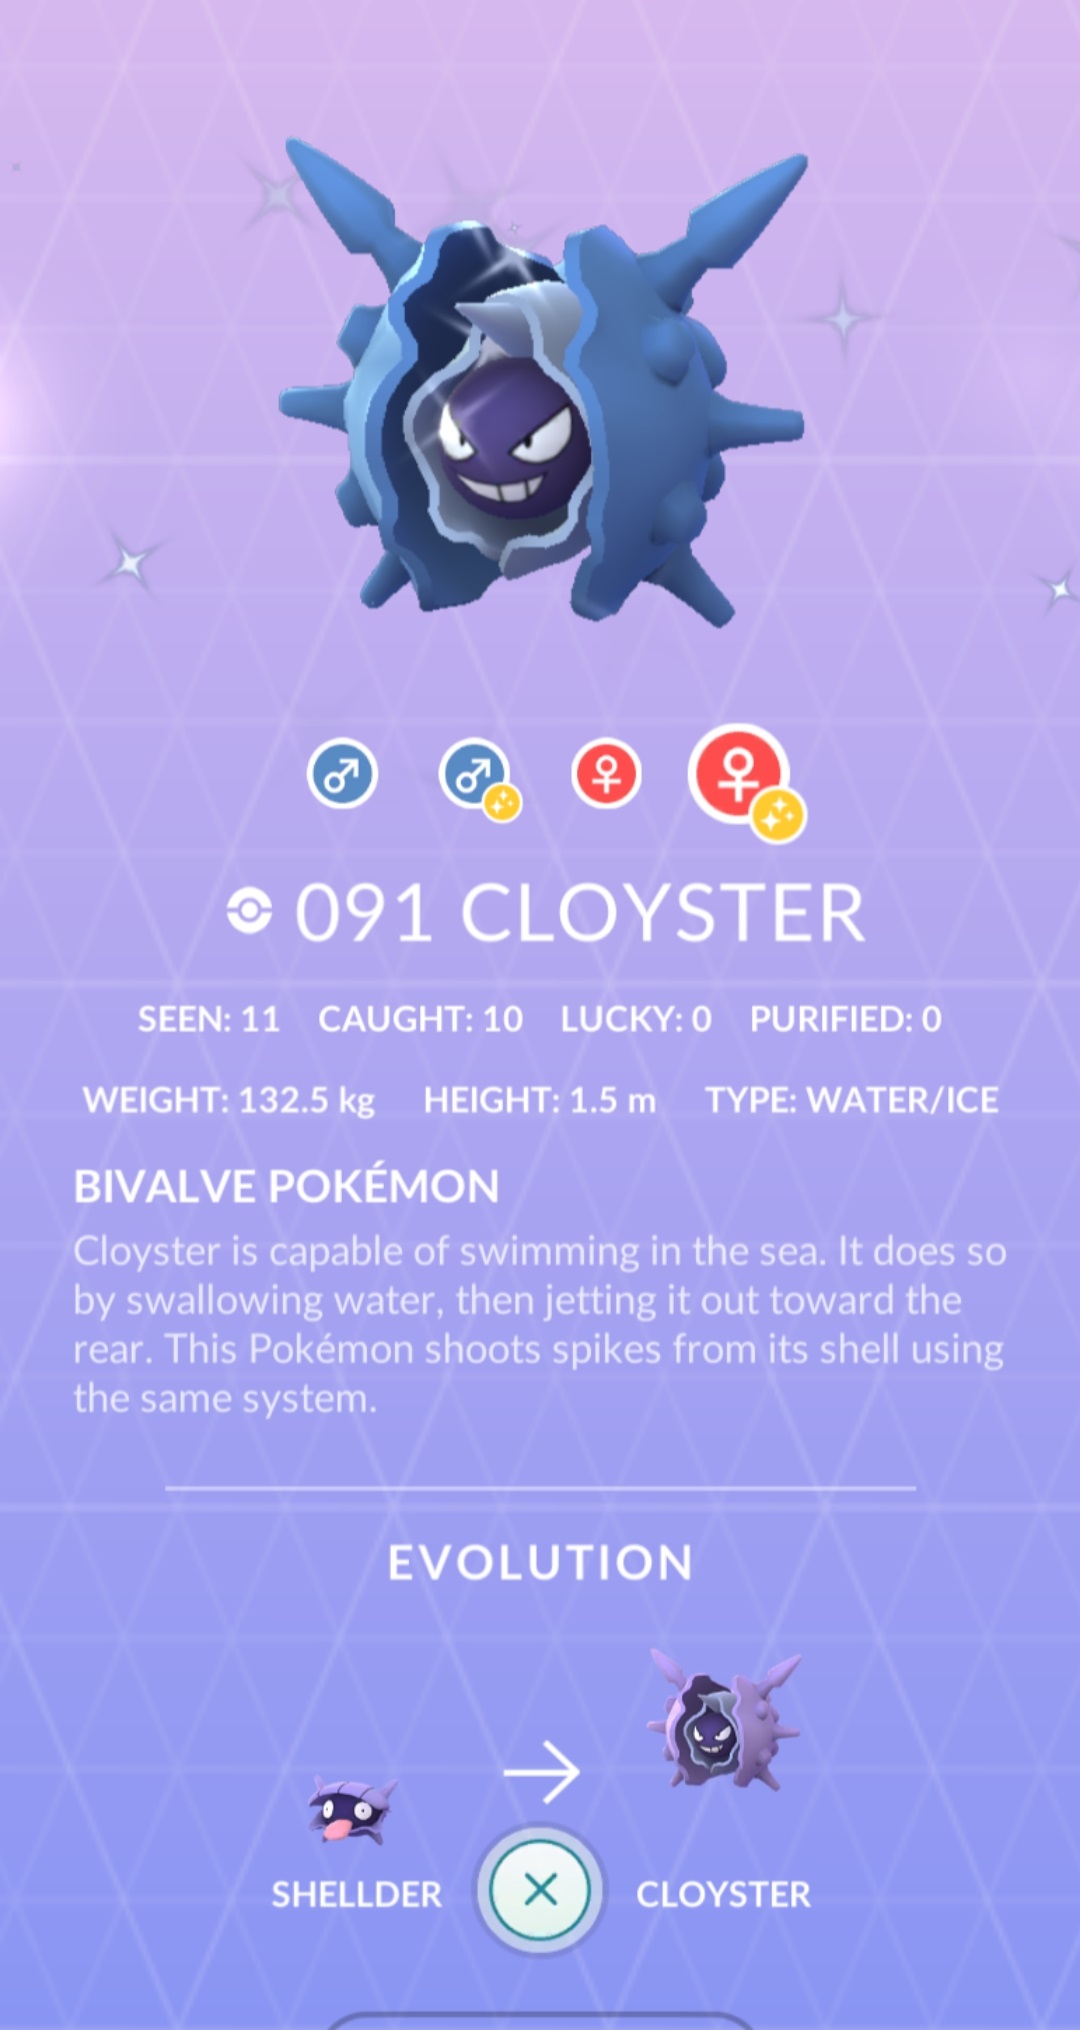 091 CLOYSTER
SEEN: 11 CAUGHT: 10 LUCKY: 0 PURIFIED: 0
WEIGHT: 132.5 kg HEIGHT: 1.5 m TYPE: WATER/ICE
BIVALVE POKÉMON
Cloyster is capable of swimming in the sea. It does so
by swallowing water, then jetting it out toward the
rear. This Pokémon shoots spikes from its shell using
the same system.
EVOLUTION
SHELLDER CLOYSTER